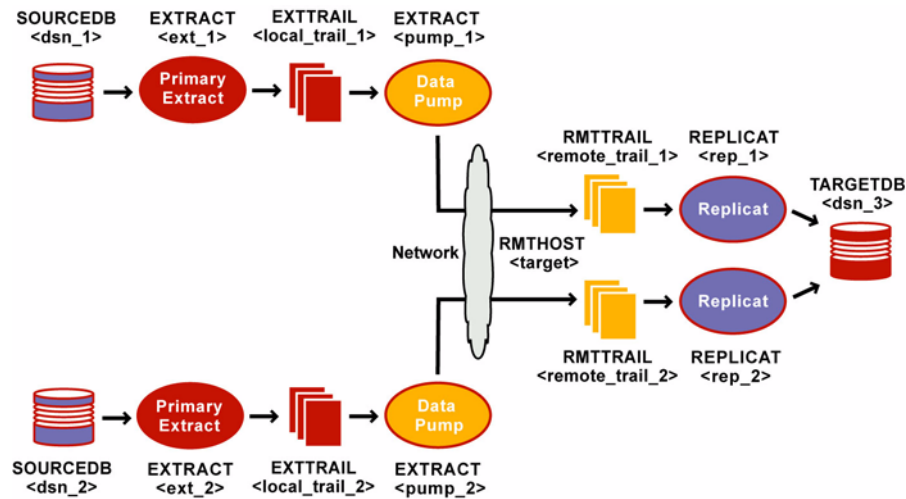 SOURCEDB
<dsn_1>
EXTRACT
<ext_1>
EXTTRAIL
<local_trail_1>
EXTRACT
<pump_1>
Primary
Extract
Data
Pump
RMTTRAIL
<remote_trail_1>
REPLICAT
<rep_1>
TARGETDB
<dsn_3>
Replicat
Network
RMTHOST
<target>
Replicat
RMTTRAIL
<remote_trail_2>
REPLICAT
<rep_2>
Primary
Extract
Data
Pump
SOURCEDB
<dsn_2>
EXTRACT
<ext_2>
EXTTRAIL
<local_trail_2>
EXTRACT
<pump_2>